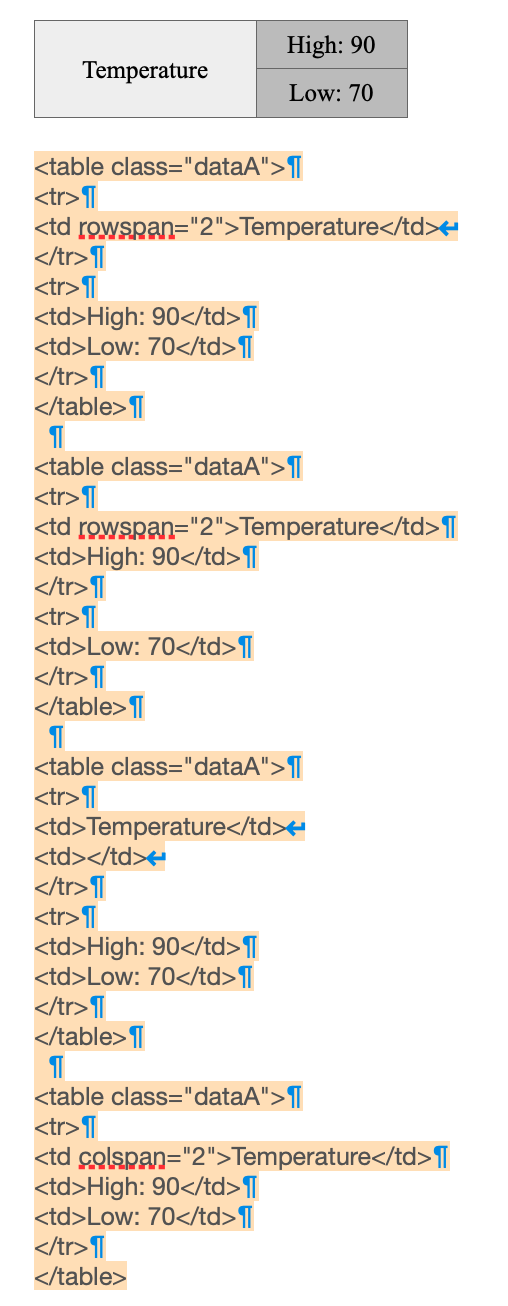 Temperature
High: 90
Low: 70
<table class="dataA">¶
<tr>¶
<td rowspan="2">Temperature</td>↵
</tr>¶
<tr>¶
<td>High: 90</td>¶
<td>Low: 70</td>¶
</tr>¶
</table>¶
¶
<table class="dataA">¶
<tr>¶
<td rowspan="2">Temperature</td>¶
<td>High: 90</td>¶
</tr>¶
<tr>¶
<td>Low: 70</td>¶
</tr>¶
</table>¶
¶
<table class="dataA">¶
<tr>¶
<td>Temperature</td>↵
<td></td>↵
</tr>¶
<tr>¶
<td>High: 90</td>¶
<td>Low: 70</td>¶
</tr>¶
</table>¶
¶
<table class="dataA">¶
<tr>¶
<td colspan="2">Temperature</td>¶
<td>High: 90</td>¶
<td>Low: 70</td>¶
</tr>¶
</table>